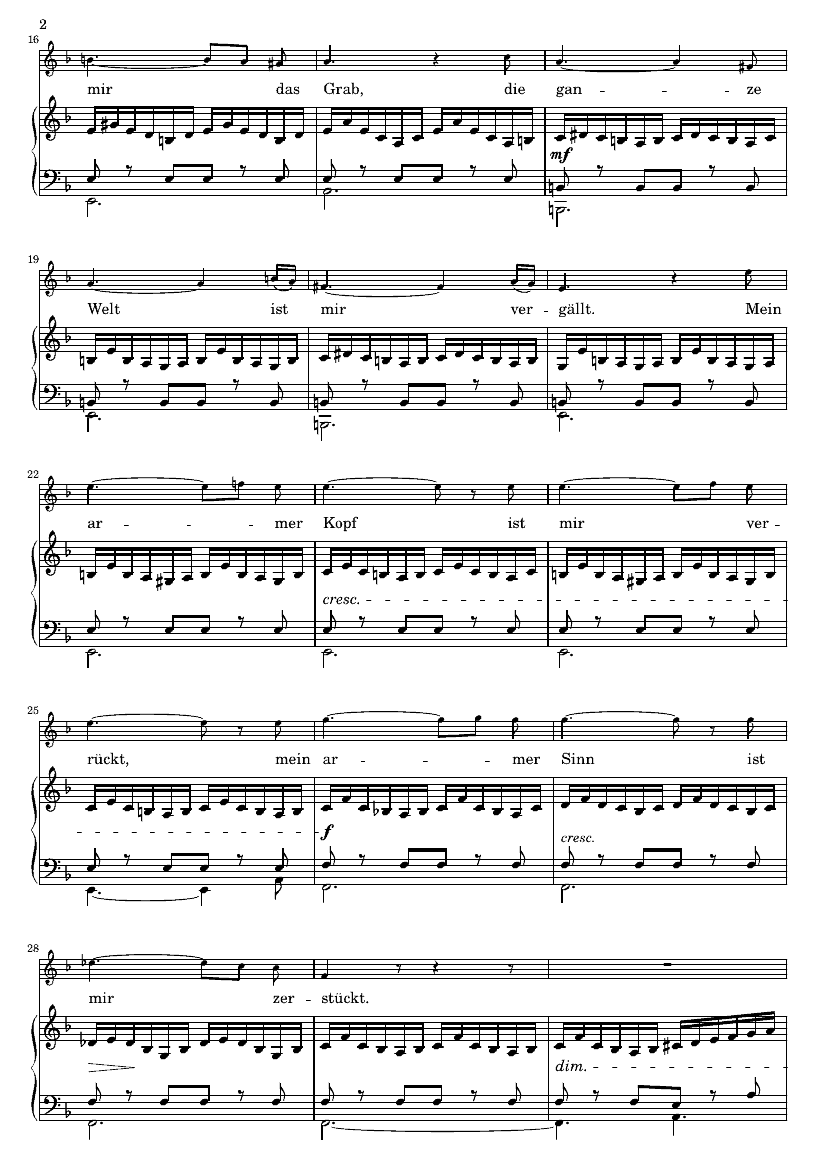 2
16
mir das Grab, die gan - - - ze
mf
19
Welt ist mir ver - gällt. Mein
22
ar - - - mer Kopf ist mir ver -
cresc.
25
rückt, mein ar - - - mer Sinn ist
f
cresc.
28
mir zer - stückt.
dim.